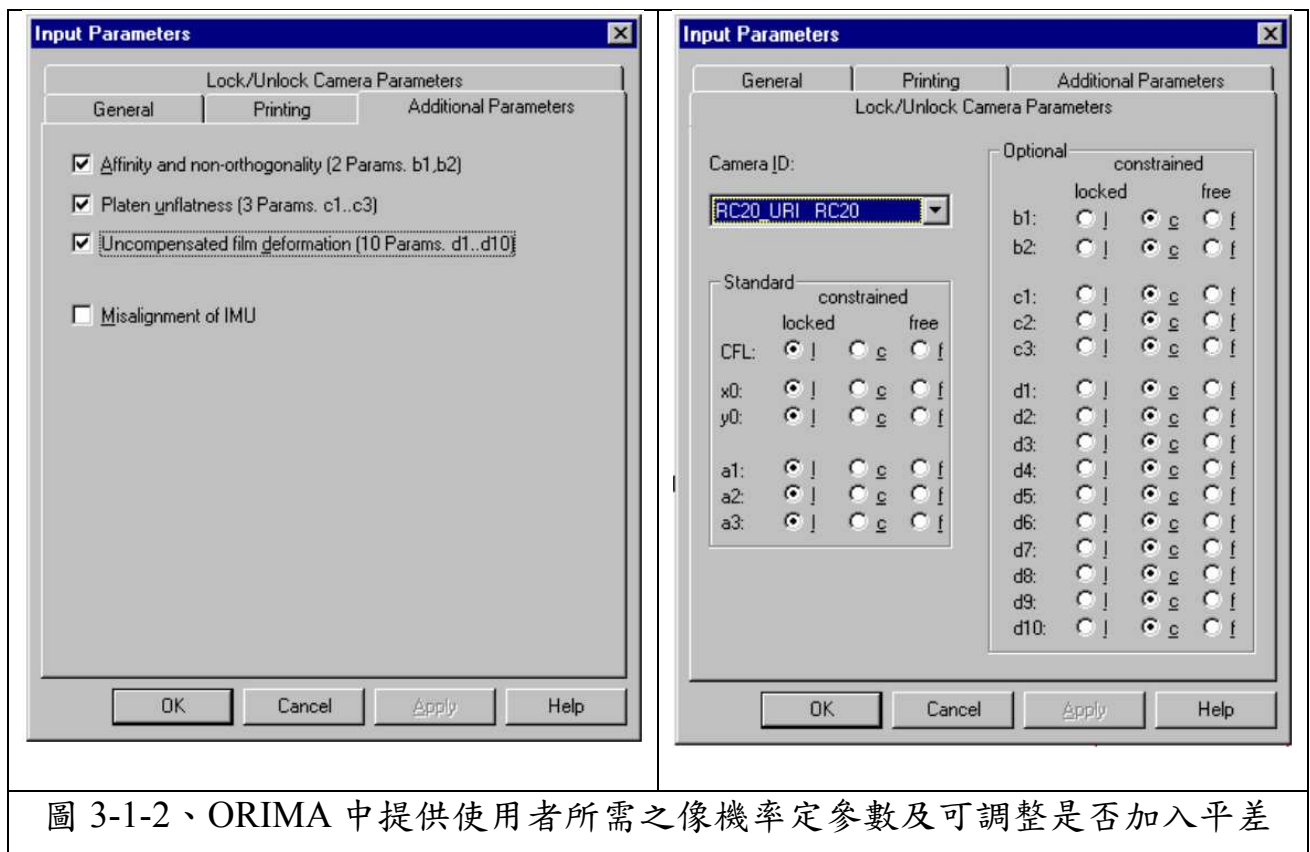 Input Parameters
Lock/Unlock Camera Parameters
General Printing Additional Parameters
Affinity and non-orthogonality (2 Params. b1,b2)
Platen unflatness (3 Params. c1..c3)
Uncompensated film deformation (10 Params. d1..d10)
Misalignment of IMU
OK Cancel Apply Help
Input Parameters
General Printing Additional Parameters
Lock/Unlock Camera Parameters
Camera ID:
RC20_URI RC20
Standard
constrained
locked free
CFL: l c f
x0: l c f
y0: l c f
a1: l c f
a2: l c f
a3: l c f
Optional
constrained
locked free
b1: l c f
b2: l c f
c1: l c f
c2: l c f
c3: l c f
d1: l c f
d2: l c f
d3: l c f
d4: l c f
d5: l c f
d6: l c f
d7: l c f
d8: l c f
d9: l c f
d10: l c f
OK Cancel Apply Help
圖 3-1-2、ORIMA 中提供使用者所需之像機率定參數及可調整是否加入平差